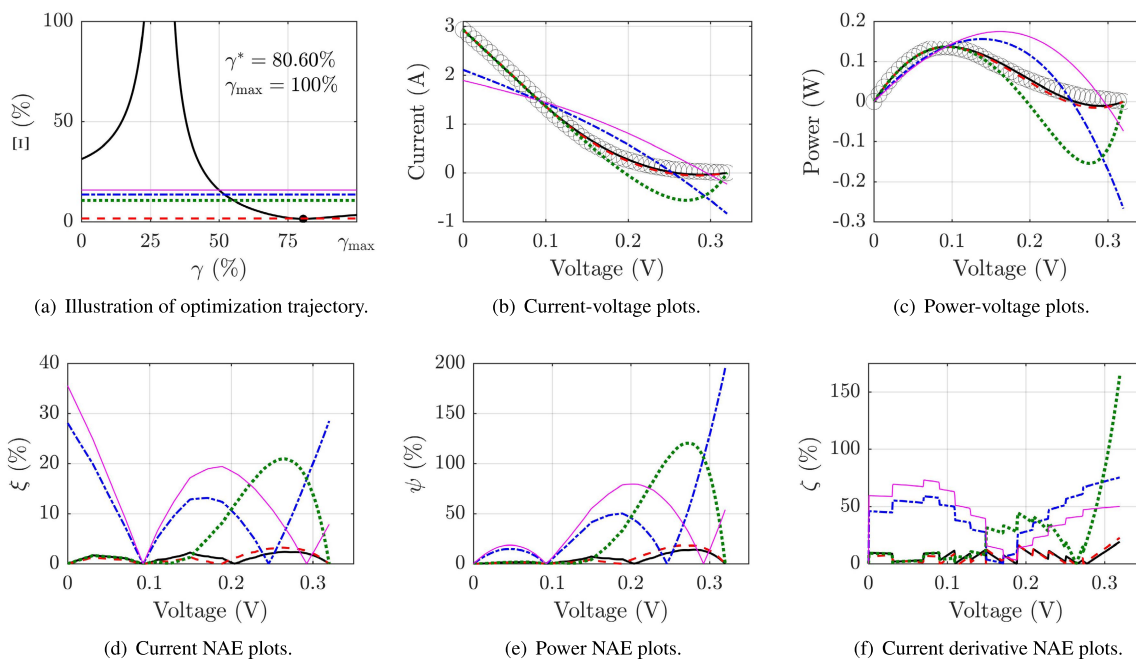 100
50
0
Ξ (%)
γ* = 80.60%
γmax = 100%
0 25 50 75 γmax
γ (%)
(a) Illustration of optimization trajectory.
3
2
1
0
-1
Current (A)
0 0.1 0.2 0.3
Voltage (V)
(b) Current-voltage plots.
0.2
0.1
0
-0.1
-0.2
-0.3
Power (W)
0 0.1 0.2 0.3
Voltage (V)
(c) Power-voltage plots.
40
30
20
10
0
ξ (%)
0 0.1 0.2 0.3
Voltage (V)
(d) Current NAE plots.
200
150
100
50
0
ψ (%)
0 0.1 0.2 0.3
Voltage (V)
(e) Power NAE plots.
150
100
50
0
ζ (%)
0 0.1 0.2 0.3
Voltage (V)
(f) Current derivative NAE plots.